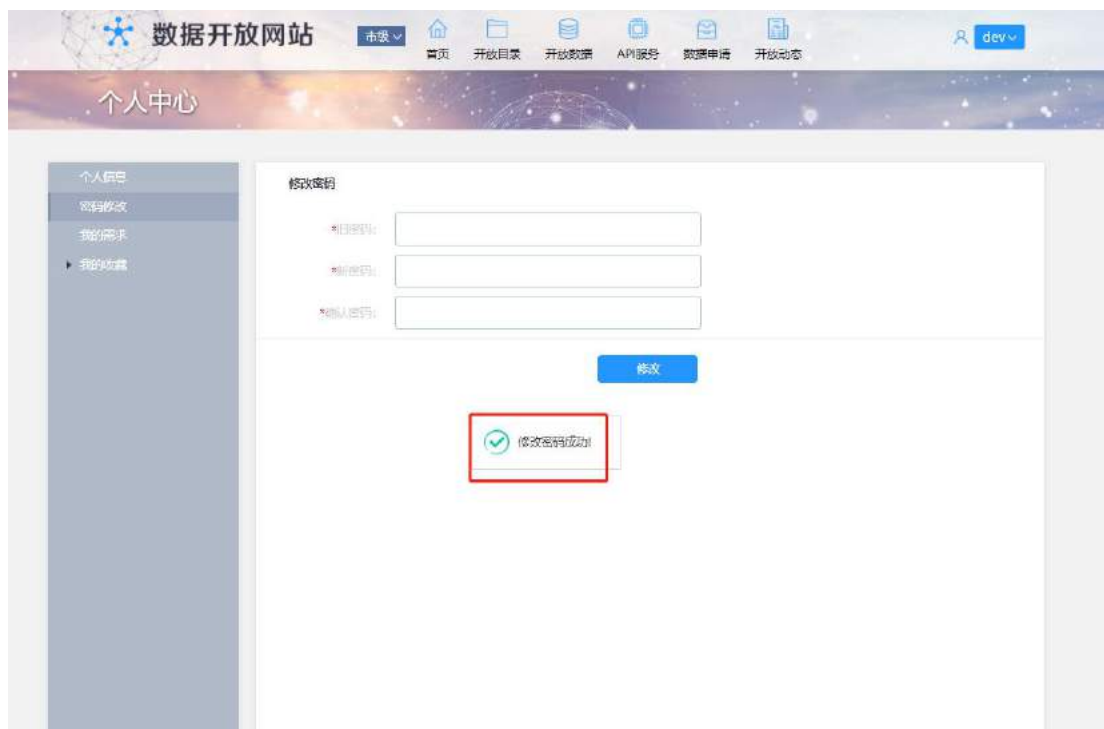 数据开放网站
市级
首页 开放目录 开放数据 API服务 数据申请 开放动态
dev
个人中心
个人信息
密码修改
我的需求
我的收藏
修改密码
*旧密码:
*新密码:
*确认密码:
修改
修改密码成功!